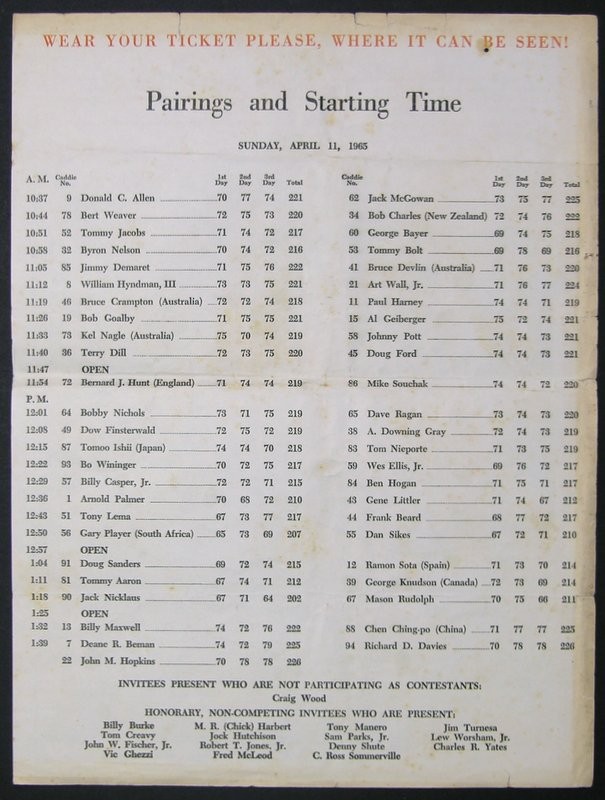 WEAR YOUR TICKET PLEASE, WHERE IT CAN BE SEEN!
Pairings and Starting Time
SUNDAY, APRIL 11, 1965
A. M. Caddie No. 1st Day 2nd Day 3rd Day Total Caddie No. 1st Day 2nd Day 3rd Day Total
10:37 9 Donald C. Allen 70 77 74 221 62 Jack McGowan 73 75 77 225
10:44 78 Bert Weaver 72 75 73 220 34 Bob Charles (New Zealand) 72 74 76 222
10:51 52 Tommy Jacobs 71 74 72 217 60 George Bayer 69 74 75 218
10:58 32 Byron Nelson 70 74 72 216 53 Tommy Bolt 69 78 69 216
11:05 85 Jimmy Demaret 71 75 76 222 41 Bruce Devlin (Australia) 71 76 73 220
11:12 8 William Hyndman, III 73 73 75 221 21 Art Wall, Jr. 71 76 77 224
11:19 46 Bruce Crampton (Australia) 72 72 74 218 11 Paul Harney 74 74 71 219
11:26 19 Bob Goalby 71 75 75 221 15 Al Geiberger 75 72 74 221
11:33 73 Kel Nagle (Australia) 75 70 74 219 58 Johnny Pott 74 74 73 221
11:40 36 Terry Dill 72 73 75 220 45 Doug Ford 74 74 73 221
11:47 OPEN
11:54 72 Bernard J. Hunt (England) 71 74 74 219 86 Mike Souchak 74 74 72 220
P. M.
12:01 64 Bobby Nichols 73 71 75 219 65 Dave Ragan 73 74 73 220
12:08 49 Dow Finsterwald 72 75 72 219 38 A. Downing Gray 72 74 73 219
12:15 87 Tomoo Ishii (Japan) 74 74 70 218 83 Tom Nieporte 71 73 75 219
12:22 93 Bo Wininger 70 72 75 217 59 Wes Ellis, Jr. 69 76 72 217
12:29 57 Billy Casper, Jr. 72 72 71 215 84 Ben Hogan 71 75 71 217
12:36 1 Arnold Palmer 70 68 72 210 43 Gene Littler 71 74 67 212
12:43 51 Tony Lema 67 73 77 217 44 Frank Beard 68 77 72 217
12:50 56 Gary Player (South Africa) 65 73 69 207 55 Dan Sikes 67 72 71 210
12:57 OPEN
1:04 91 Doug Sanders 69 72 74 215 12 Ramon Sota (Spain) 71 73 70 214
1:11 81 Tommy Aaron 67 74 71 212 39 George Knudson (Canada) 72 73 69 214
1:18 90 Jack Nicklaus 67 71 64 202 67 Mason Rudolph 70 75 66 211
1:25 OPEN
1:32 13 Billy Maxwell 74 72 76 222 88 Chen Ching-po (China) 71 77 77 225
1:39 7 Deane R. Beman 74 72 79 225 94 Richard D. Davies 70 78 78 226
22 John M. Hopkins 70 78 78 226
INVITEES PRESENT WHO ARE NOT PARTICIPATING AS CONTESTANTS:
Craig Wood
HONORARY, NON-COMPETING INVITEES WHO ARE PRESENT:
Billy Burke M. R. (Chick) Harbert Tony Manero Jim Turnesa
Tom Creavy Jock Hutchison Sam Parks, Jr. Lew Worsham, Jr.
John W. Fischer, Jr. Robert T. Jones, Jr. Denny Shute Charles R. Yates
Vic Ghezzi Fred McLeod C. Ross Sommerville